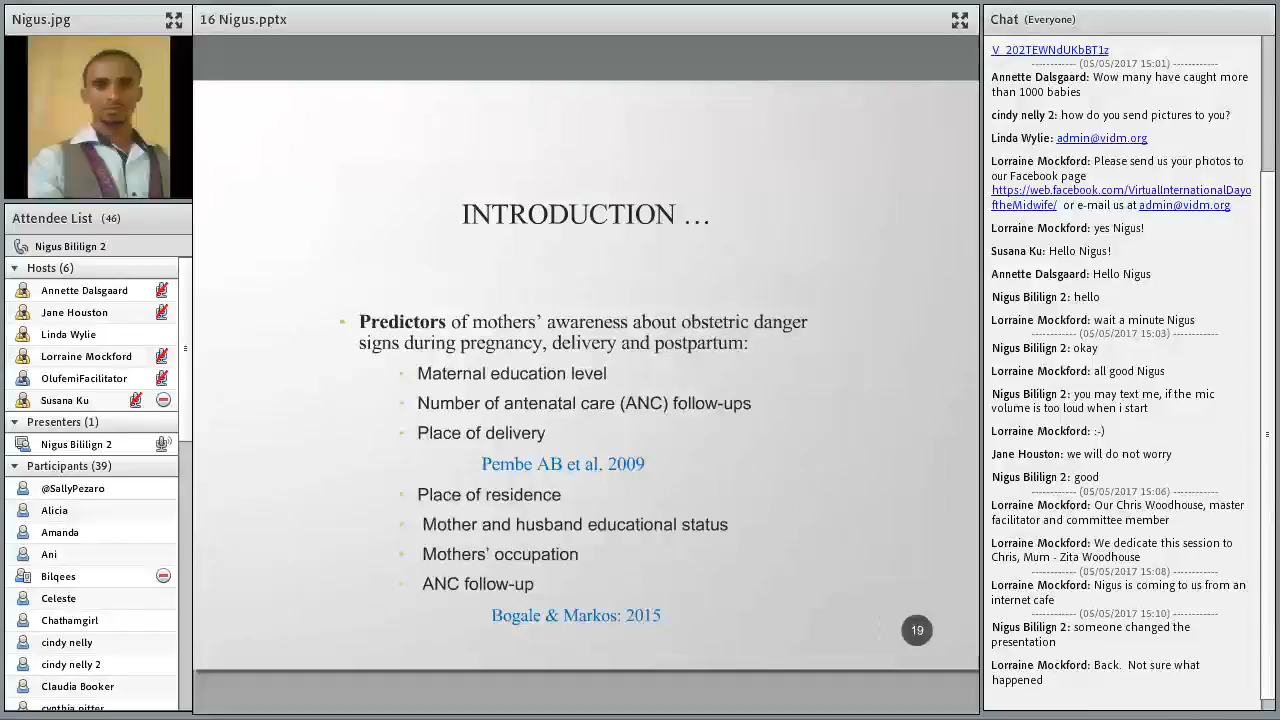 Nigus.jpg
16 Nigus.pptx
Chat (Everyone)
Attendee List (46)
Nigus Bililign 2
Hosts (6)
Annette Dalsgaard
Jane Houston
Linda Wylie
Lorraine Mockford
OlufemiFacilitator
Susana Ku
Presenters (1)
Nigus Bililign 2
Participants (39)
@SallyPezaro
Alicia
Amanda
Ani
Bilqees
Celeste
Chathamgirl
cindy nelly
cindy nelly 2
Claudia Booker
cynthia pitter
INTRODUCTION …
Predictors of mothers’ awareness about obstetric danger
signs during pregnancy, delivery and postpartum:
Maternal education level
Number of antenatal care (ANC) follow-ups
Place of delivery
Pembe AB et al, 2009
Place of residence
Mother and husband educational status
Mothers’ occupation
ANC follow-up
Bogale & Markos: 2015
19
V_202TEWNdUKbBT1z
------------ (05/05/2017 15:01) ------------
Annette Dalsgaard: Wow many have caught more
than 1000 babies
cindy nelly 2: how do you send pictures to you?
Linda Wylie: admin@vidm.org
Lorraine Mockford: Please send us your photos to
our Facebook page
https://web.facebook.com/VirtualInternationalDayo
ftheMidwife/ or e-mail us at admin@vidm.org
Lorraine Mockford: yes Nigus!
Susana Ku: Hello Nigus!
Annette Dalsgaard: Hello Nigus
Nigus Bililign 2: hello
Lorraine Mockford: wait a minute Nigus
------------ (05/05/2017 15:03) ------------
Nigus Bililign 2: okay
Lorraine Mockford: all good Nigus
Nigus Bililign 2: you may text me, if the mic
volume is too loud when i start
Lorraine Mockford: :-)
Jane Houston: we will do not worry
Nigus Bililign 2: good
------------ (05/05/2017 15:06) ------------
Lorraine Mockford: Our Chris Woodhouse, master
facilitator and committee member
Lorraine Mockford: We dedicate this session to
Chris, Mum - Zita Woodhouse
------------ (05/05/2017 15:08) ------------
Lorraine Mockford: Nigus is coming to us from an
internet cafe
------------ (05/05/2017 15:10) ------------
Nigus Bililign 2: someone changed the
presentation
Lorraine Mockford: Back.  Not sure what
happened